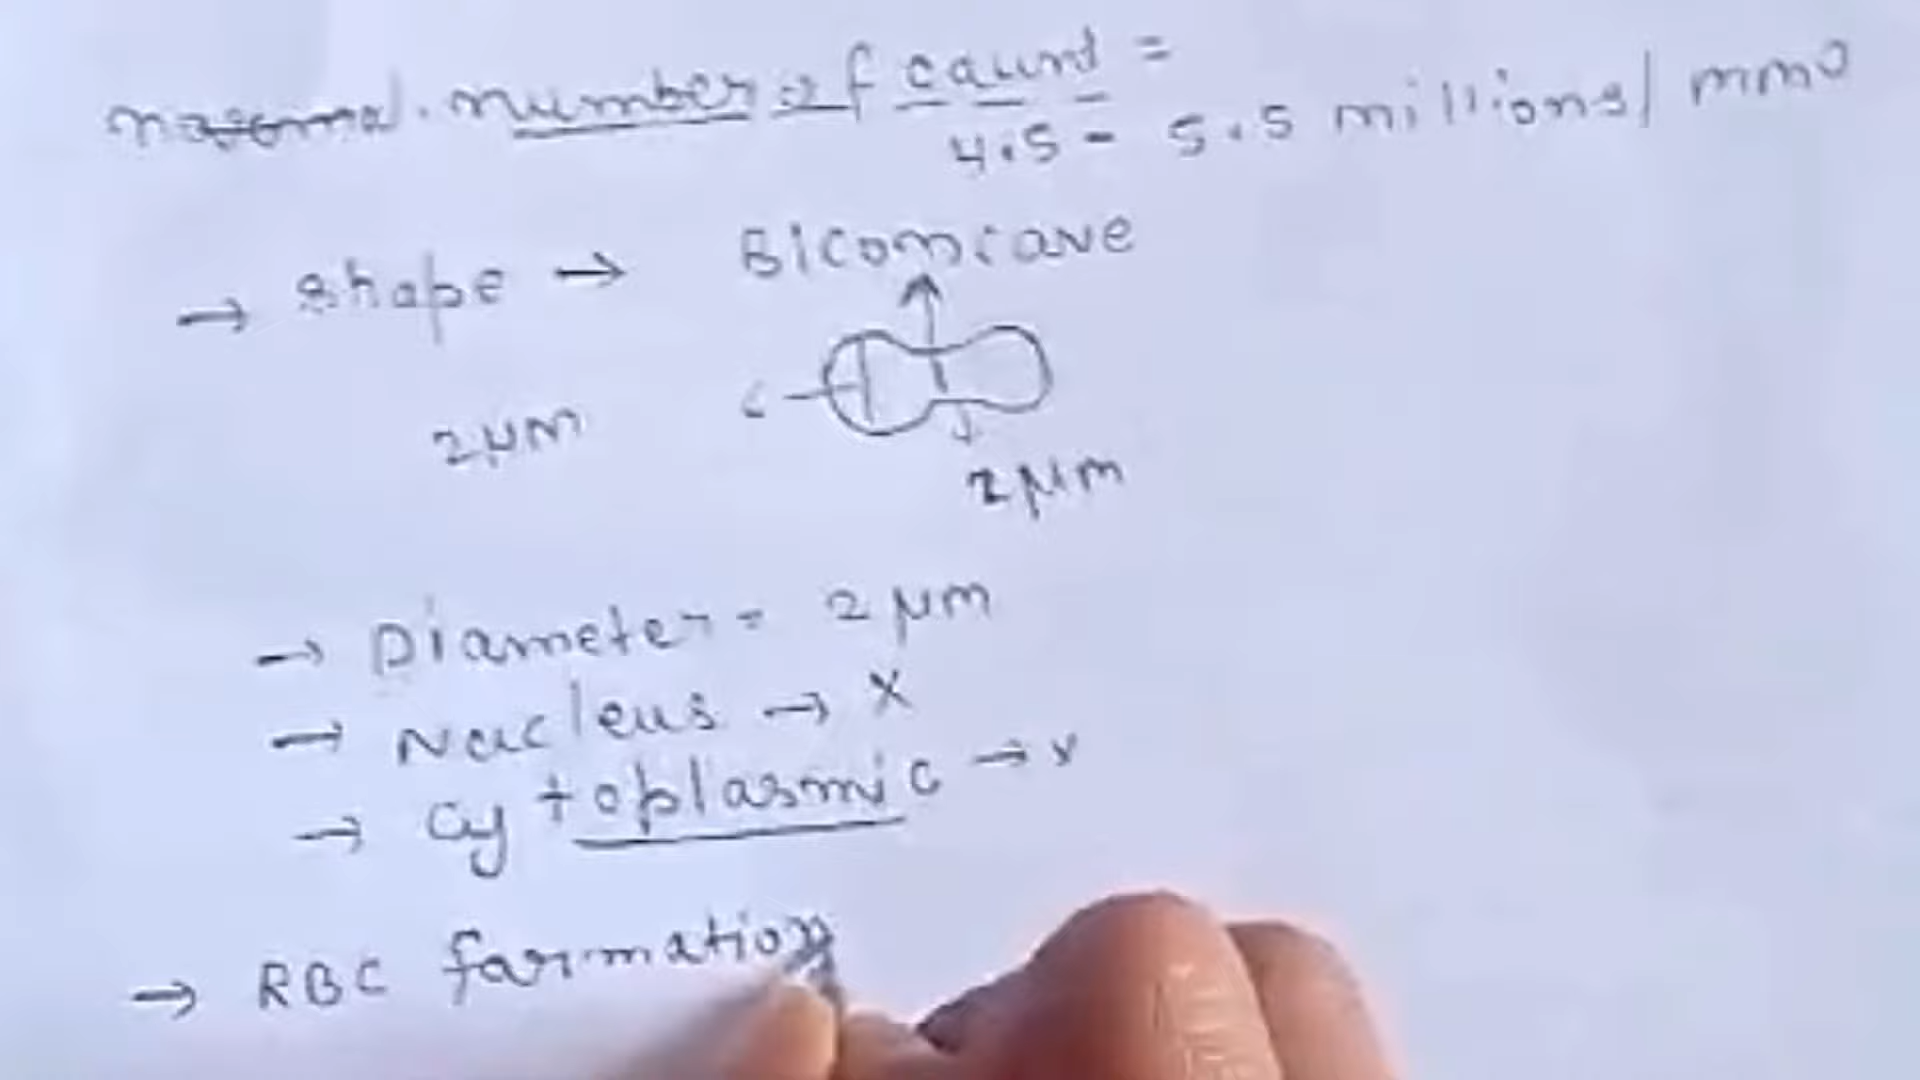 normal. number of count =
4.5 - 5.5 millions/mm
→ Shape → Biconcave
2μm
2μm
→ Diameter = 2μm
→ Nucleus → x
→ Cytoplasmic → x
→ RBC formation